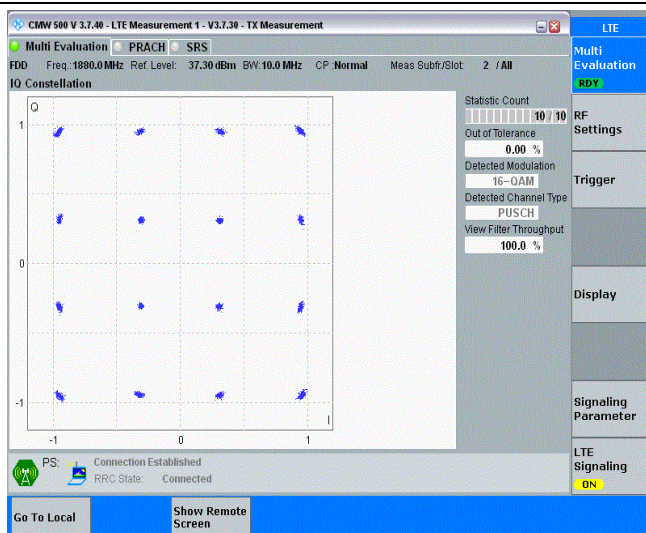 CMW 500 V 3.7.40 - LTE Measurement 1 - V3.7.30 - TX Measurement
LTE
Multi Evaluation PRACH SRS
FDD Freq.:1880.0 MHz Ref. Level: 37.30 dBm BW:10.0 MHz CP :Normal Meas Subfr./Slot: 2 / All
IQ Constellation
Q
1
0
-1
I
-1 0 1
Statistic Count
10 / 10
Out of Tolerance
0.00 %
Detected Modulation
16-QAM
Detected Channel Type
PUSCH
View Filter Throughput
100.0 %
Multi
Evaluation
RDY
RF
Settings
Trigger
Display
Signaling
Parameter
LTE
Signaling
ON
PS: Connection Established
RRC State: Connected
Go To Local
Show Remote
Screen